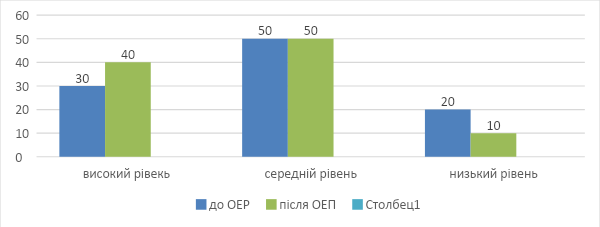 60
50
40
30
20
10
0
30
40
50
50
20
10
високий рівекь
середній рівень
низький рівень
до ОЕР
після ОЕП
Столбец1